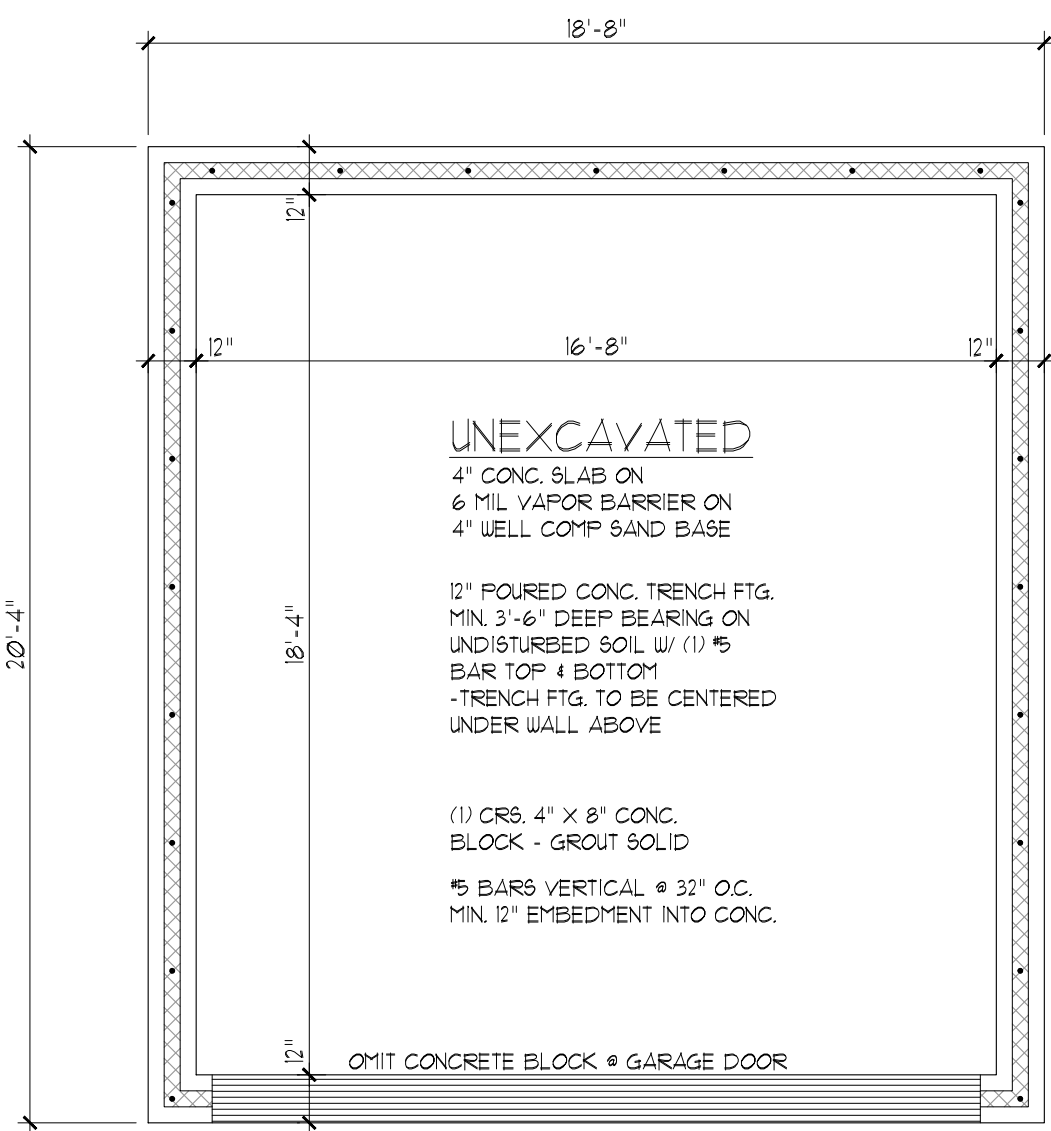 18'-8"
12"
12"
16'-8"
12"
UNEXCAVATED
4" CONC. SLAB ON
6 MIL VAPOR BARRIER ON
4" WELL COMP SAND BASE
12" POURED CONC. TRENCH FTG.
MIN. 3'-6" DEEP BEARING ON
UNDISTURBED SOIL W/ (1) #5
BAR TOP & BOTTOM
-TRENCH FTG. TO BE CENTERED
UNDER WALL ABOVE
20'-4"
18'-4"
(1) CRS. 4" X 8" CONC.
BLOCK - GROUT SOLID
#5 BARS VERTICAL @ 32" O.C.
MIN. 12" EMBEDMENT INTO CONC.
12"
OMIT CONCRETE BLOCK @ GARAGE DOOR